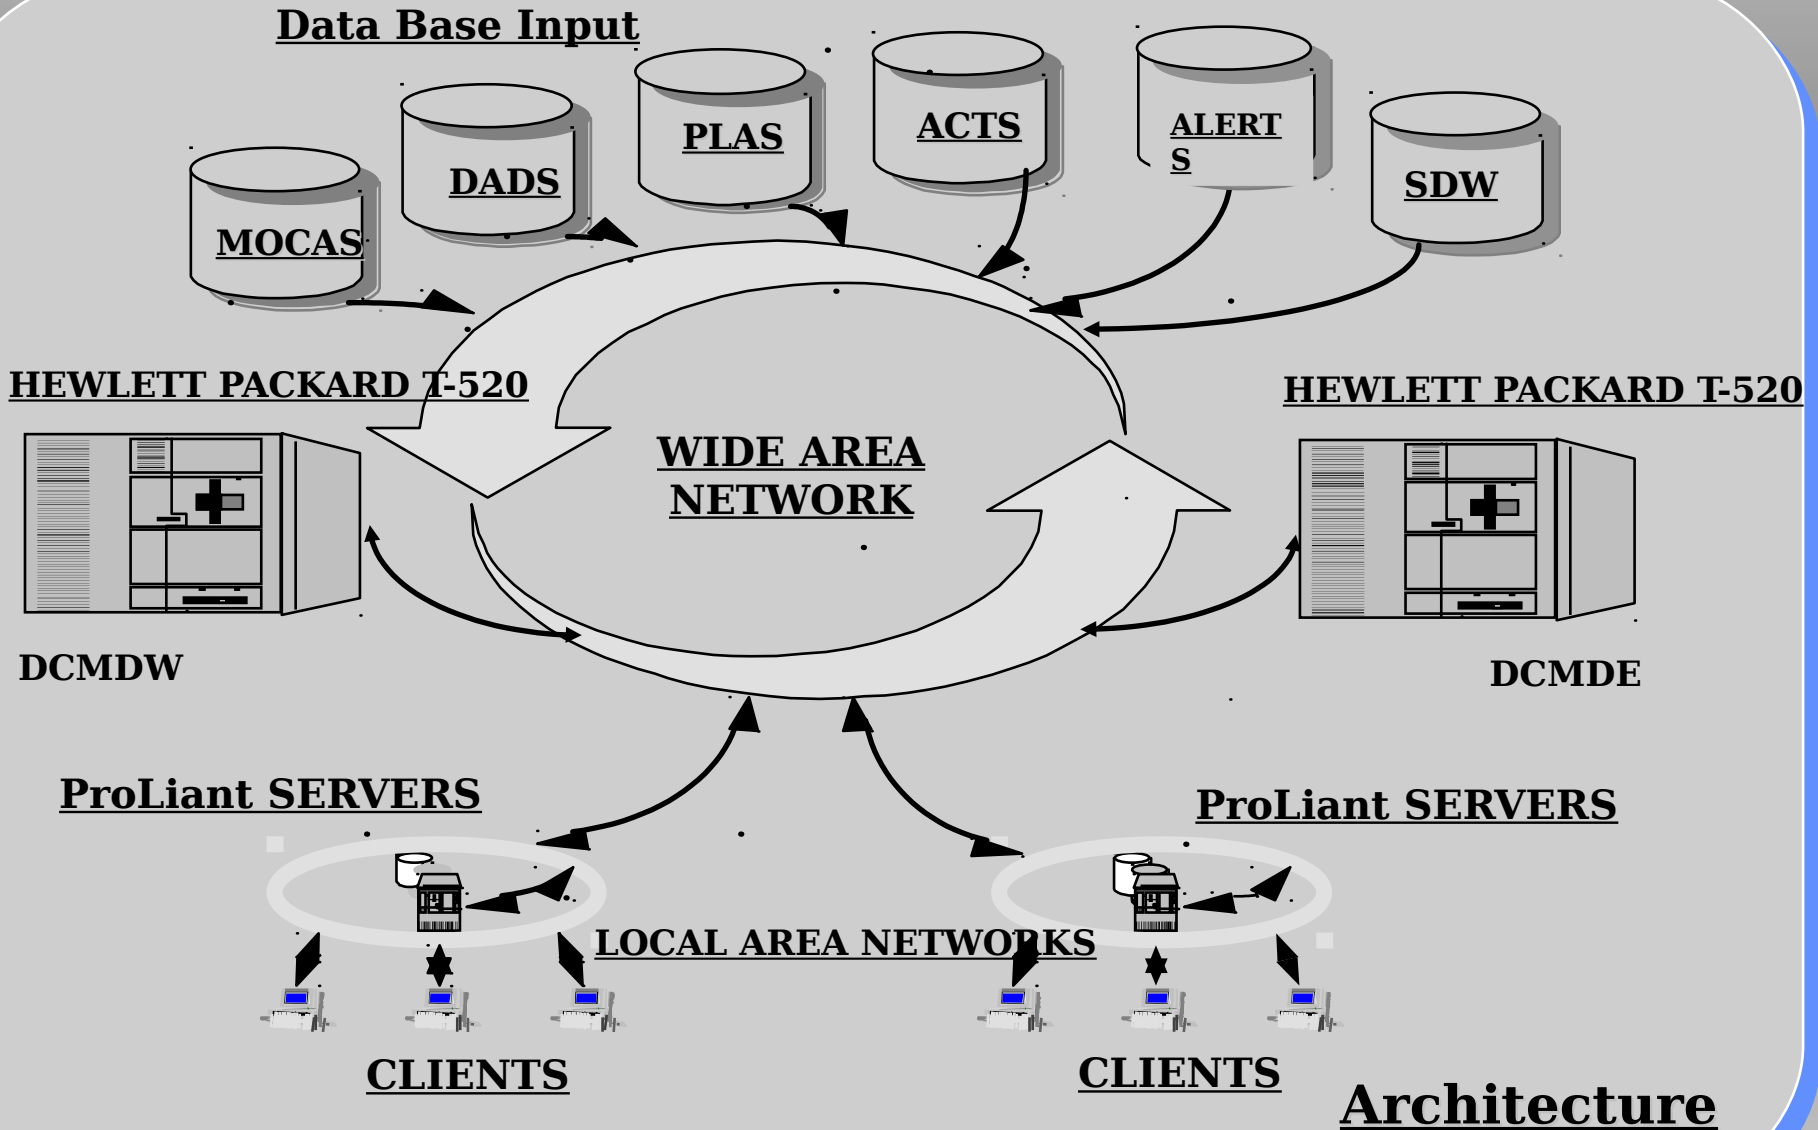 Data Base Input
MOCAS
DADS
PLAS
ACTS
ALERT
S
SDW
HEWLETT PACKARD T-520
HEWLETT PACKARD T-520
WIDE AREA
NETWORK
DCMDW
DCMDE
ProLiant SERVERS
ProLiant SERVERS
LOCAL AREA NETWORKS
CLIENTS
CLIENTS
Architecture